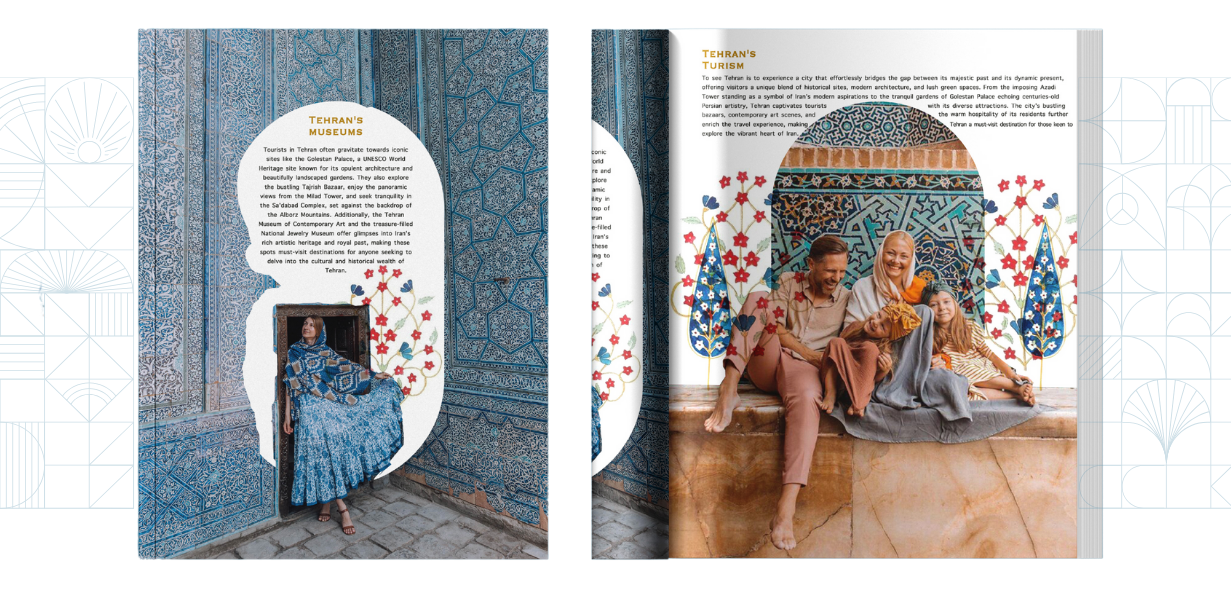 TEHRAN'S
MUSEUMS
Tourists in Tehran often gravitate towards iconic
sites like the Golestan Palace, a UNESCO World
Heritage site known for its opulent architecture and
beautifully landscaped gardens. They also explore
the bustling Tajrish Bazaar, enjoy the panoramic
views from the Milad Tower, and seek tranquility in
the Sa'dabad Complex, set against the backdrop of
the Alborz Mountains. Additionally, the Tehran
Museum of Contemporary Art and the treasure-filled
National Jewelry Museum offer glimpses into Iran's
rich artistic heritage and royal past, making these
spots must-visit destinations for anyone seeking to
delve into the cultural and historical wealth of
Tehran.
conic
orld
re and
plore
amic
lity in
rop of
hran
e-filled
Iran's
these
ing to
of
TEHRAN'S
TURISM
To see Tehran is to experience a city that effortlessly bridges the gap between its majestic past and its dynamic present,
offering visitors a unique blend of historical sites, modern architecture, and lush green spaces. From the imposing Azadi
Tower standing as a symbol of Iran's modern aspirations to the tranquil gardens of Golestan Palace echoing centuries-old
Persian artistry, Tehran captivates tourists with its diverse attractions. The city's bustling
bazaars, contemporary art scenes, and the warm hospitality of its residents further
enrich the travel experience, making Tehran a must-visit destination for those keen to
explore the vibrant heart of Iran.